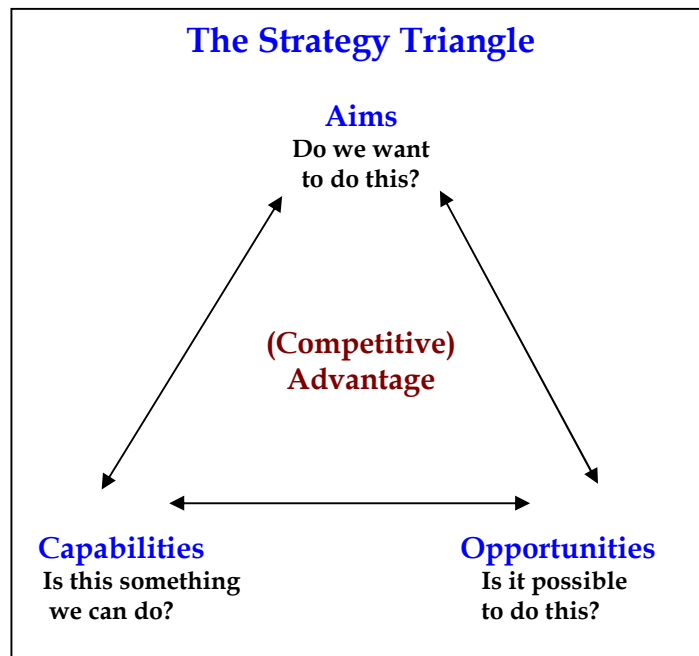 The Strategy Triangle
Aims
Do we want
to do this?
(Competitive)
Advantage
Capabilities
Is this something
we can do?
Opportunities
Is it possible
to do this?